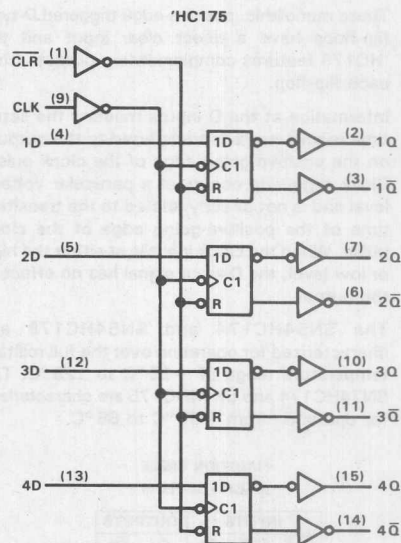 'HC175
CLR (1)
CLK (9)
1D (4) 1D (2) 1Q
C1
R (3) 1Q̅
2D (5) 1D (7) 2Q
C1
R (6) 2Q̅
3D (12) 1D (10) 3Q
C1
R (11) 3Q̅
4D (13) 1D (15) 4Q
C1
R (14) 4Q̅